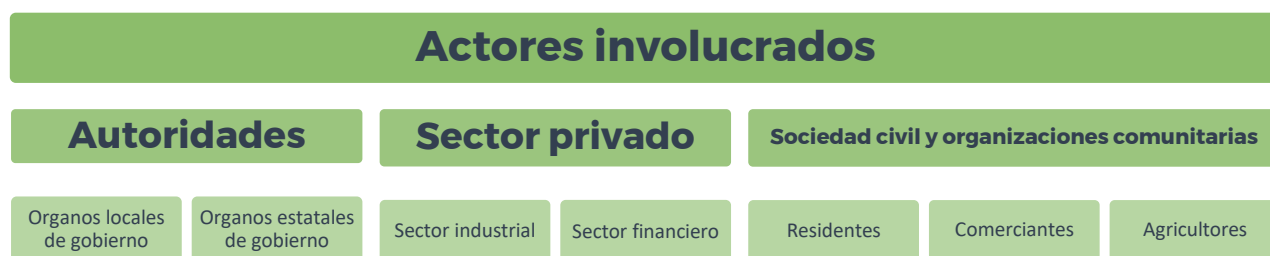 Actores involucrados
Autoridades
Sector privado
Sociedad civil y organizaciones comunitarias
Organos locales
de gobierno
Organos estatales
de gobierno
Sector industrial
Sector financiero
Residentes
Comerciantes
Agricultores